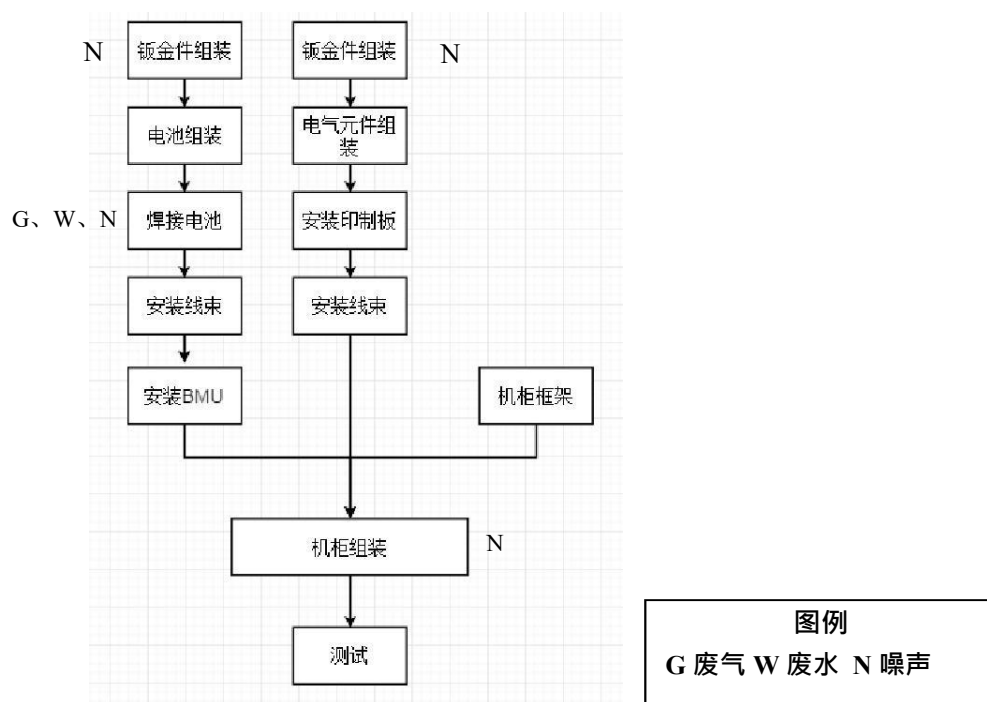 N
钣金件组装
钣金件组装
N
电池组装
电气元件组
装
G、W、N
焊接电池
安装印制板
安装线束
安装线束
安装BMU
机柜框架
机柜组装
N
测试
图例
G 废气 W 废水 N 噪声